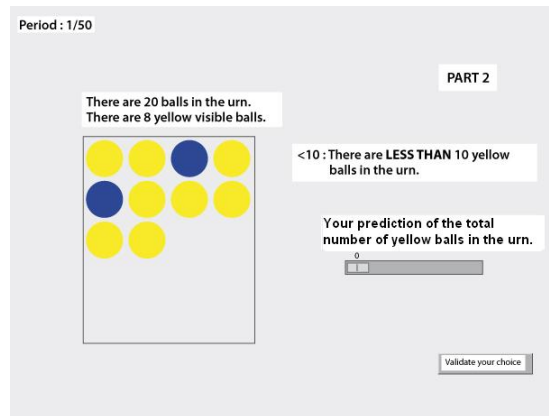 Period : 1/50
PART 2
There are 20 balls in the urn.
There are 8 yellow visible balls.
<10 : There are LESS THAN 10 yellow
balls in the urn.
Your prediction of the total
number of yellow balls in the urn.
0
Validate your choice